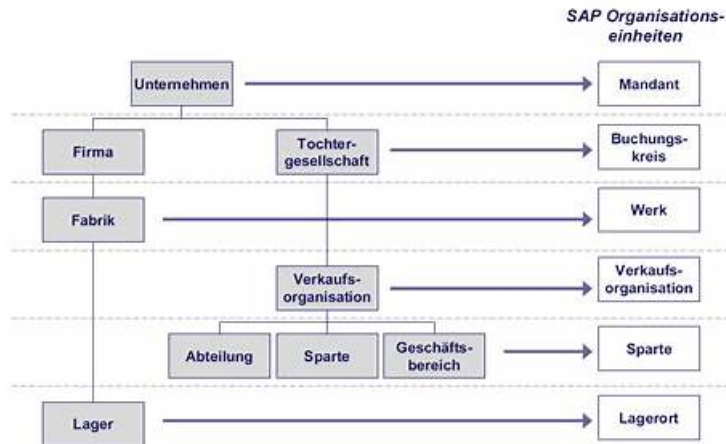 SAP Organisations-
einheiten
Unternehmen
Mandant
Firma
Tochter-
gesellschaft
Buchungs-
kreis
Fabrik
Werk
Verkaufs-
organisation
Verkaufs-
organisation
Abteilung
Sparte
Geschäfts-
bereich
Sparte
Lager
Lagerort